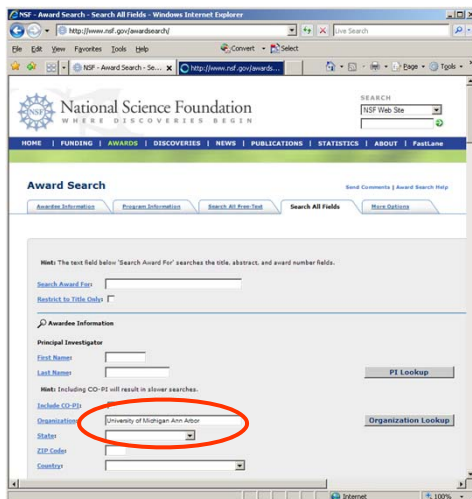 NSF - Award Search - Search All Fields - Windows Internet Explorer
http://www.nsf.gov/awardsearch/
Live Search
File Edit View Favorites Tools Help
Convert Select
NSF - Award Search - Se...
http://www.nsf.gov/awards...
Page Tools
National Science Foundation
WHERE DISCOVERIES BEGIN
SEARCH
NSF Web Site
HOME | FUNDING | AWARDS | DISCOVERIES | NEWS | PUBLICATIONS | STATISTICS | ABOUT | FastLane
Award Search
Send Comments | Award Search Help
Awardee Information
Program Information
Search All Free-Text
Search All Fields
More Options
Hint: The text field below 'Search Award For' searches the title, abstract, and award number fields.
Search Award For:
Restrict to Title Only:
Awardee Information
Principal Investigator
First Name:
Last Name:
PI Lookup
Hint: Including CO-PI will result in slower searches.
Include CO-PI:
Organization:
University of Michigan Ann Arbor
Organization Lookup
State:
ZIP Code:
Country:
Internet
100%